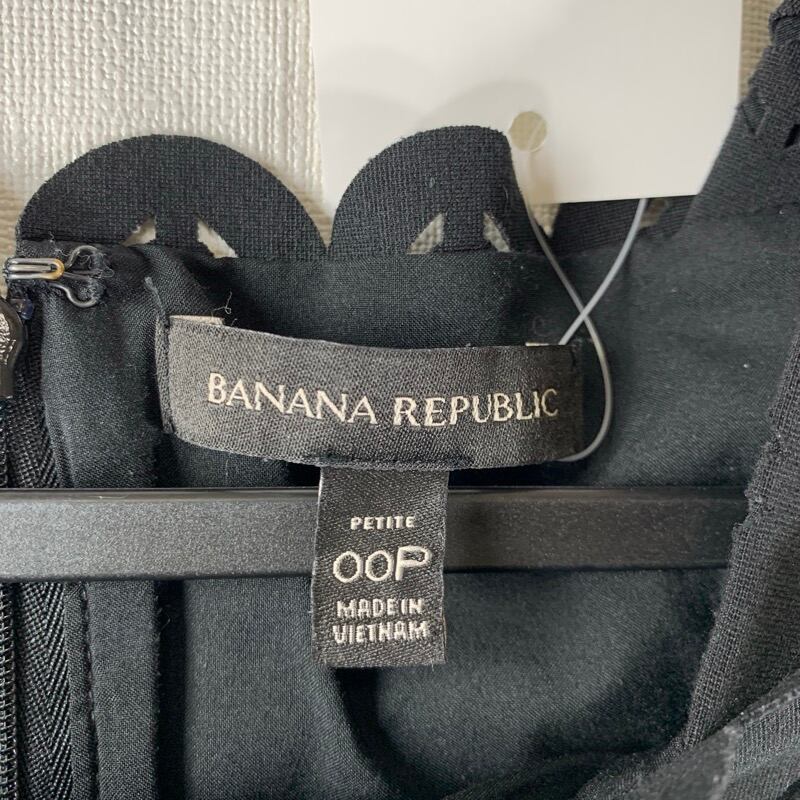 BANANA REPUBLIC
PETITE
00P
MADE IN
VIETNAM